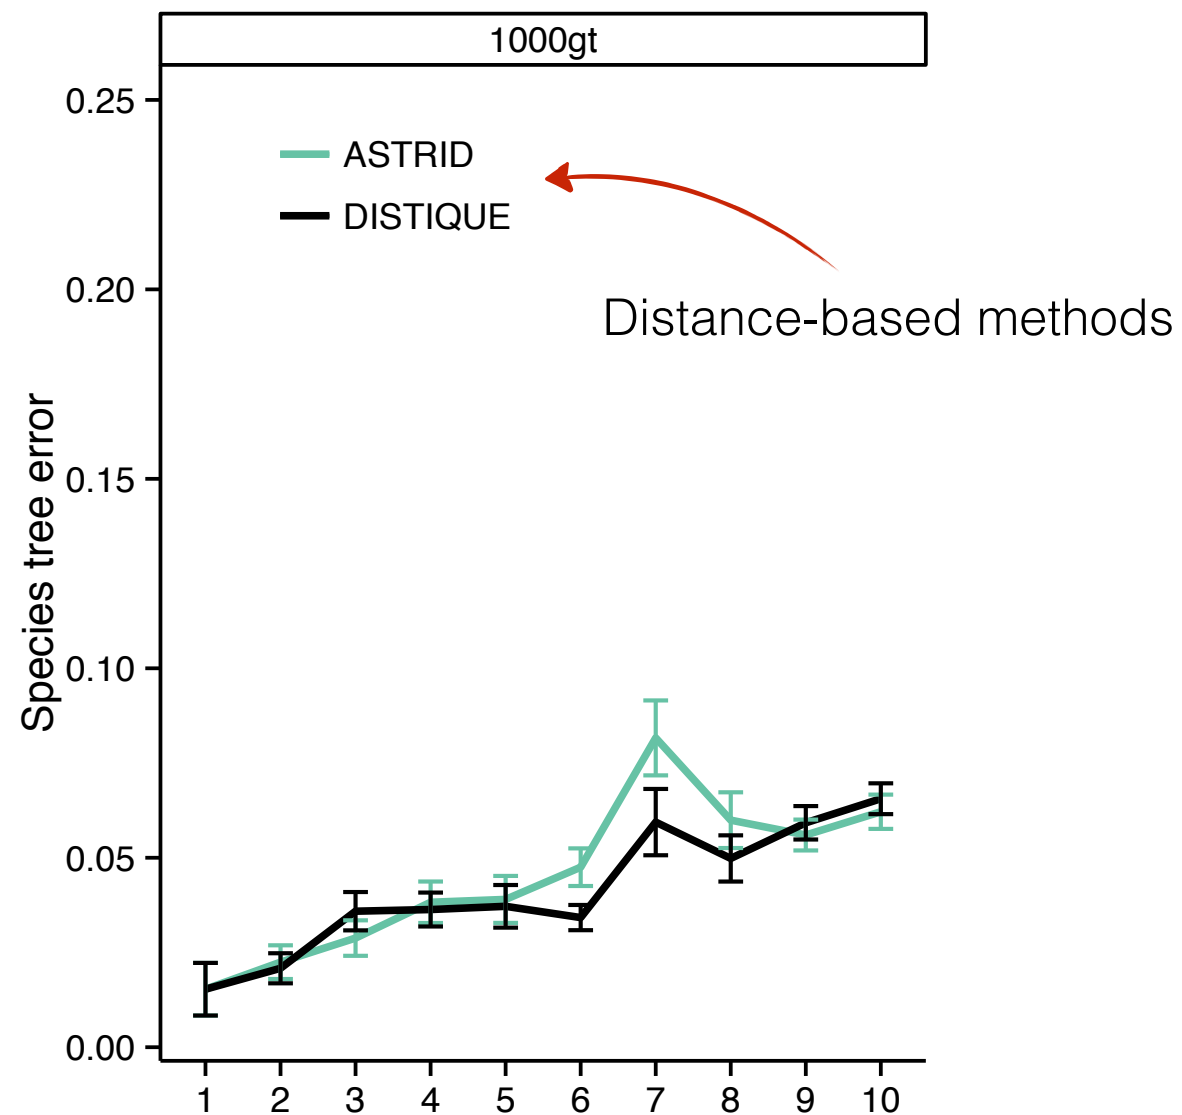 1000gt
0.25
ASTRID
DISTIQUE
0.20
Distance-based methods
0.15
Species tree error
0.10
0.05
0.00
1 2 3 4 5 6 7 8 9 10